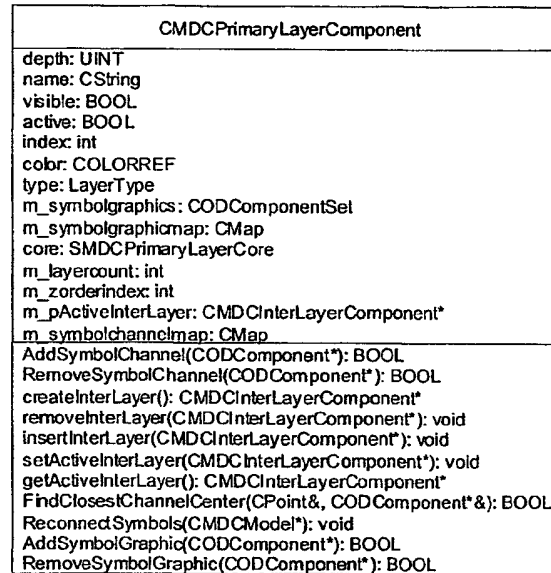 CMDCPrimaryLayerComponent
depth: UINT
name: CString
visible: BOOL
active: BOOL
index: int
color: COLORREF
type: LayerType
m_symbolgraphics: CODComponentSet
m_symbolgraphicmap: CMap
core: SMDCPrimaryLayerCore
m_layercount: int
m_zorderindex: int
m_pActiveInterLayer: CMDCInterLayerComponent*
m_symbolchannelmap: CMap
AddSymbolChannel(CODComponent*): BOOL
RemoveSymbolChannel(CODComponent*): BOOL
createInterLayer(): CMDCInterLayerComponent*
removeInterLayer(CMDCInterLayerComponent*): void
insertInterLayer(CMDCInterLayerComponent*): void
setActiveInterLayer(CMDCInterLayerComponent*): void
getActiveInterLayer(): CMDCInterLayerComponent*
FindClosestChannelCenter(CPoint&, CODComponent*&): BOOL
ReconnectSymbols(CMDCModel*): void
AddSymbolGraphic(CODComponent*): BOOL
RemoveSymbolGraphic(CODComponent*): BOOL